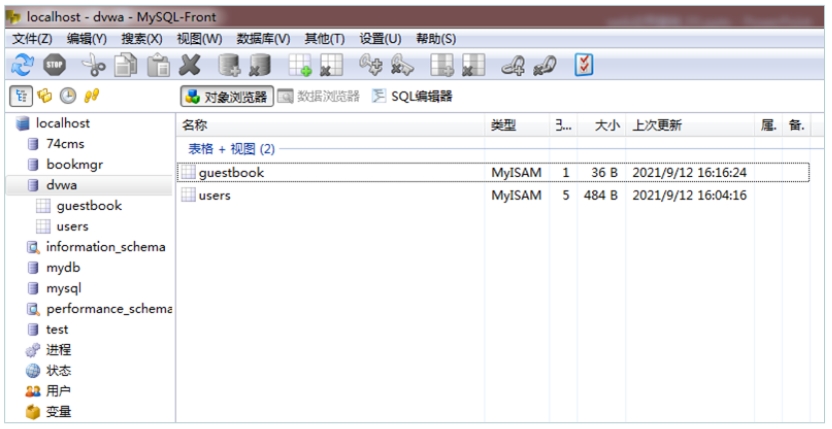 localhost - dvwa - MySQL-Front
文件(Z) 编辑(Y) 搜素(X) 视图(W) 数据库(V) 其他(T) 设置(U) 帮助(S)
STOP
对象浏览器 数据浏览器 SQL编辑器
localhost
74cms
bookmgr
dvwa
guestbook
users
information_schema
mydb
mysql
performance_schema
test
进程
状态
用户
变量
名称 类型 ヨ... 大小 上次更新 属. 备.
表格 + 视图 (2)
guestbook MyISAM 1 36 B 2021/9/12 16:16:24
users MyISAM 5 484 B 2021/9/12 16:04:16